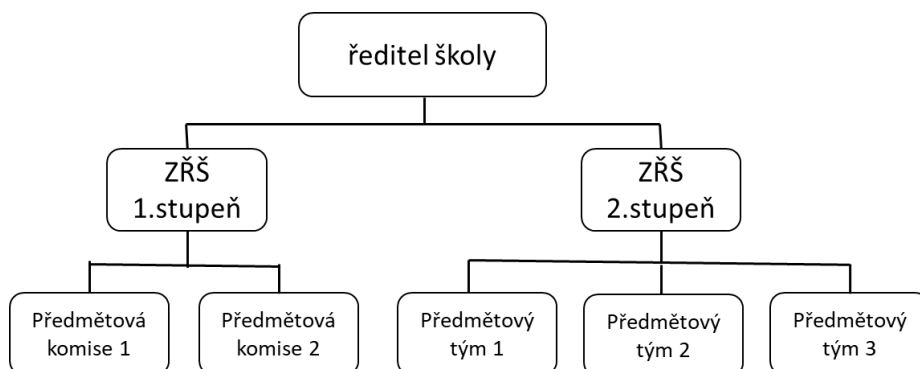 ředitel školy
ZŘŠ
1.stupeň
ZŘŠ
2.stupeň
Předmětová
komise 1
Předmětová
komise 2
Předmětový
tým 1
Předmětový
tým 2
Předmětový
tým 3